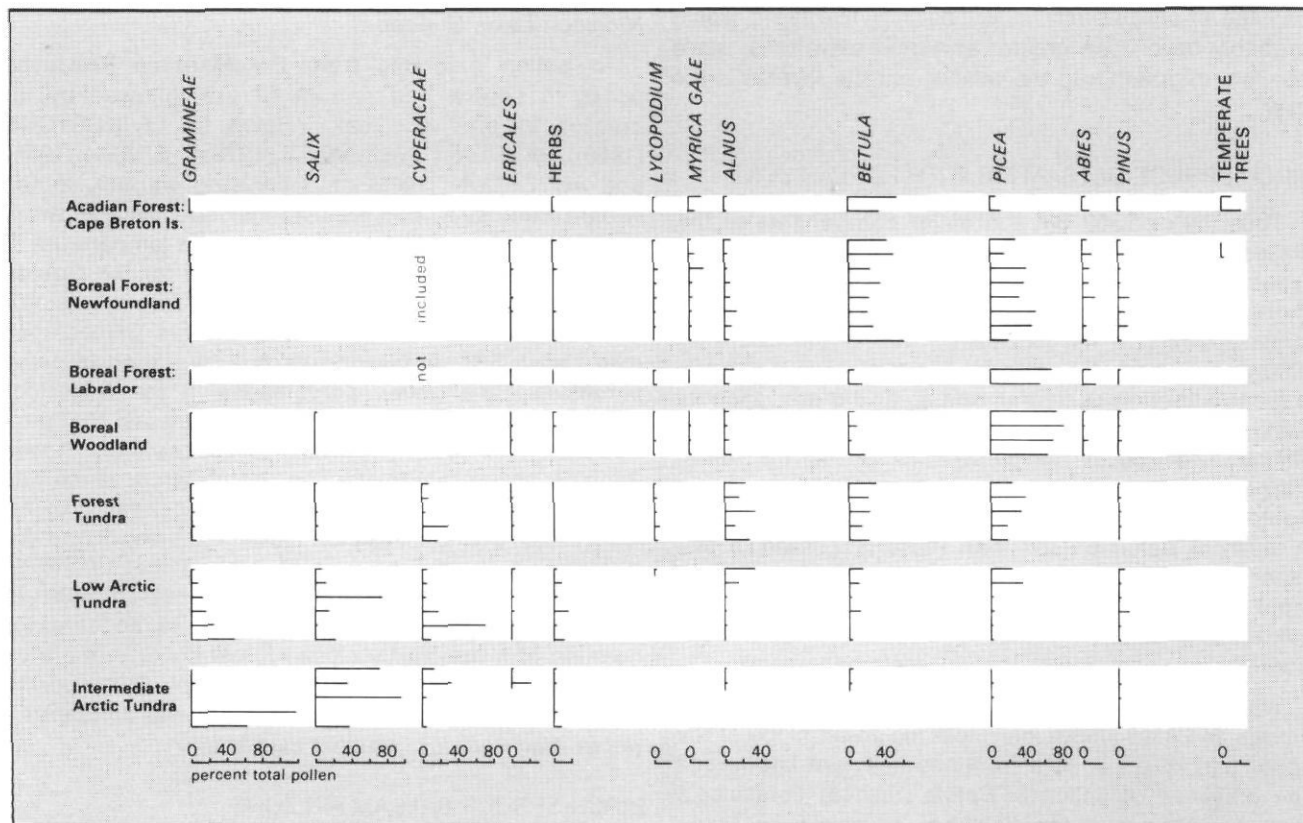 GRAMINEAE
SALIX
CYPERACEAE
ERICALES
HERBS
LYCOPODIUM
MYRICA GALE
ALNUS
BETULA
PICEA
ABIES
PINUS
TEMPERATE
TREES
Acadian Forest:
Cape Breton Is.
Boreal Forest:
Newfoundland
not included
Boreal Forest:
Labrador
Boreal
Woodland
Forest
Tundra
Low Arctic
Tundra
Intermediate
Arctic Tundra
0 40 80 0 40 80 0 40 80 0 0 0 0 0 40 0 40 0 40 80 0 0 0
percent total pollen